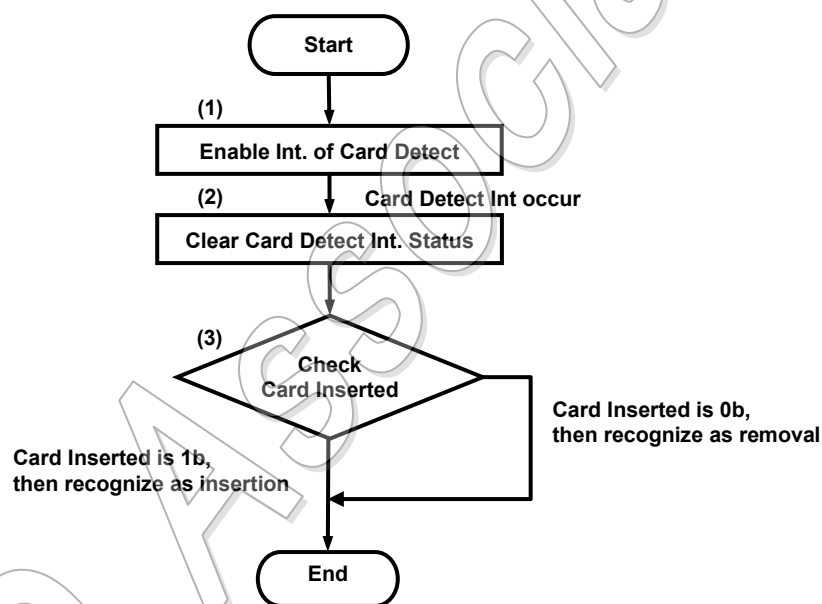 Start
(1)
Enable Int. of Card Detect
(2)
Card Detect Int occur
Clear Card Detect Int. Status
(3)
Check
Card Inserted
Card Inserted is 0b,
then recognize as removal
Card Inserted is 1b,
then recognize as insertion
End